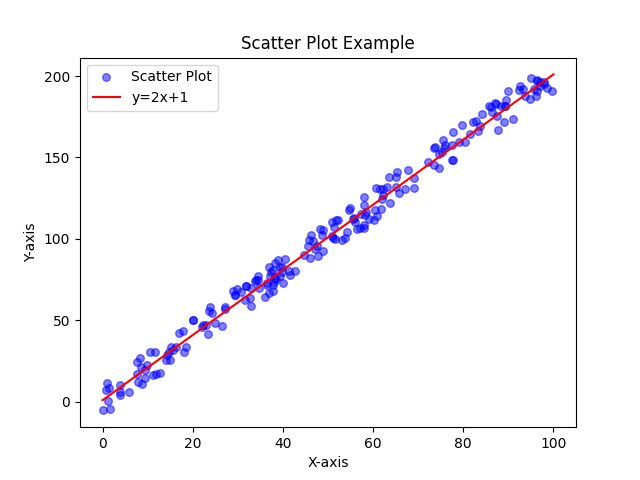 Scatter Plot Example
Scatter Plot
y=2x+1
200
150
100
50
0
Y-axis
0 20 40 60 80 100
X-axis